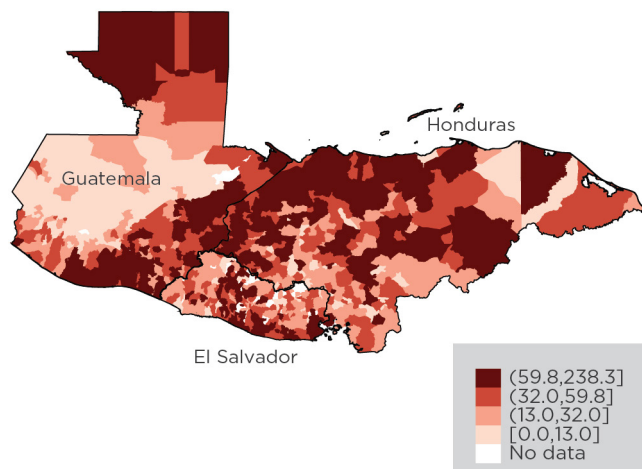 Honduras
Guatemala
El Salvador
(59.8,238.3]
(32.0,59.8]
(13.0,32.0]
[0.0,13.0]
No data